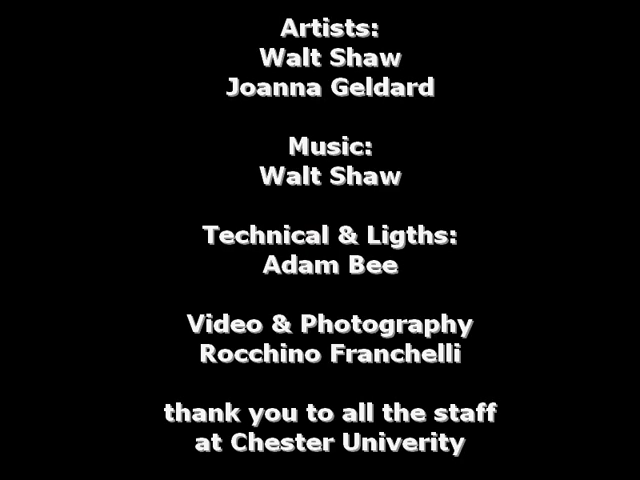 Artists:
Walt Shaw
Joanna Geldard
Music:
Walt Shaw
Technical & Ligths:
Adam Bee
Video & Photography
Rocchino Franchelli
thank you to all the staff
at Chester Univerity